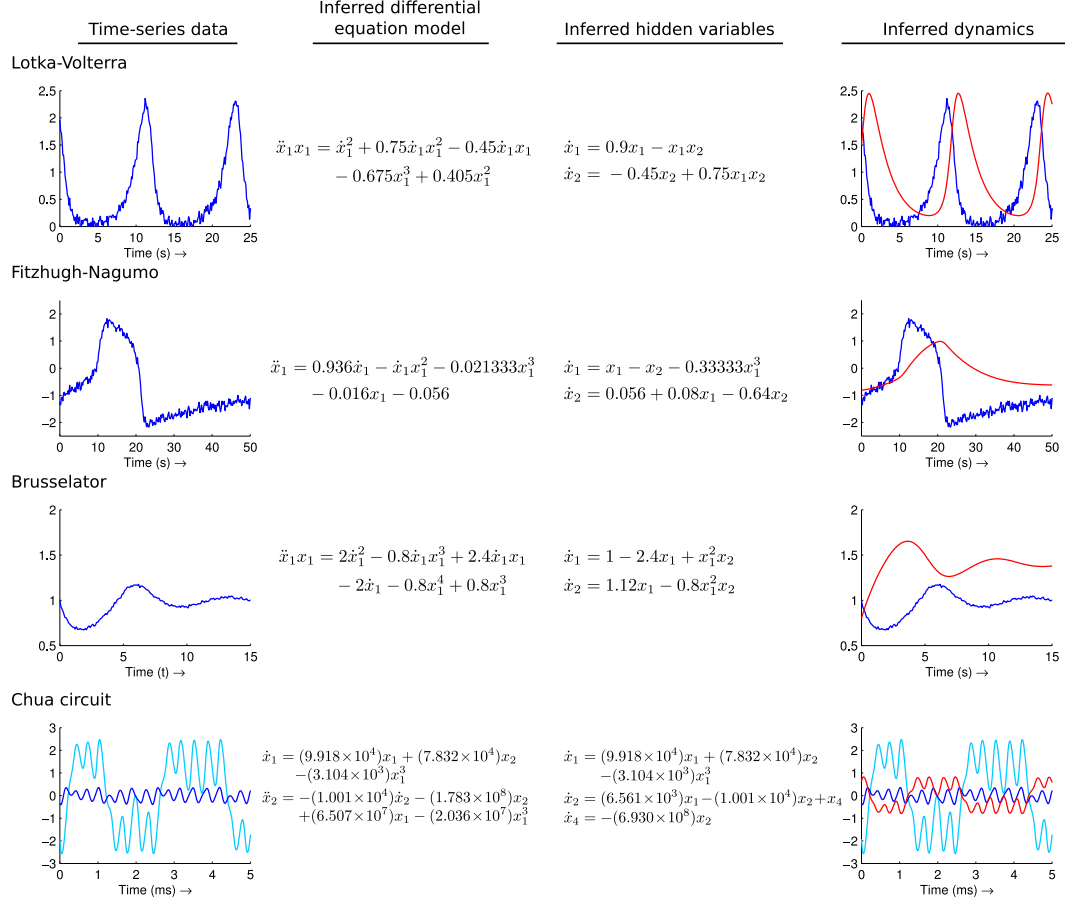 Time-series data
Inferred differential
equation model
Inferred hidden variables
Inferred dynamics
Lotka-Volterra
2.5
2
1.5
1
0.5
0
0 5 10 15 20 25
Time (s) →
ẍ₁x₁ = ẋ₁² + 0.75ẋ₁x₁² − 0.45ẋ₁x₁
− 0.675x₁³ + 0.405x₁²
ẋ₁ = 0.9x₁ − x₁x₂
ẋ₂ = − 0.45x₂ + 0.75x₁x₂
2.5
2
1.5
1
0.5
0
0 5 10 15 20 25
Time (s) →
Fitzhugh-Nagumo
2
1
0
−1
−2
0 10 20 30 40 50
Time (s) →
ẍ₁ = 0.936ẋ₁ − ẋ₁x₁² − 0.021333x₁³
− 0.016x₁ − 0.056
ẋ₁ = x₁ − x₂ − 0.33333x₁³
ẋ₂ = 0.056 + 0.08x₁ − 0.64x₂
2
1
0
−1
−2
0 10 20 30 40 50
Time (s) →
Brusselator
2
1.5
1
0.5
0 5 10 15
Time (t) →
ẍ₁x₁ = 2ẋ₁² − 0.8ẋ₁x₁³ + 2.4ẋ₁x₁
− 2ẋ₁ − 0.8x₁⁴ + 0.8x₁³
ẋ₁ = 1 − 2.4x₁ + x₁²x₂
ẋ₂ = 1.12x₁ − 0.8x₁²x₂
2
1.5
1
0.5
0 5 10 15
Time (s) →
Chua circuit
3
2
1
0
−1
−2
−3
0 1 2 3 4 5
Time (ms) →
ẋ₁ = (9.918×10⁴)x₁ + (7.832×10⁴)x₂
−(3.104×10³)x₁³
ẍ₂ = −(1.001×10⁴)ẋ₂ − (1.783×10⁸)x₂
+(6.507×10⁷)x₁ − (2.036×10⁷)x₁³
ẋ₁ = (9.918×10⁴)x₁ + (7.832×10⁴)x₂
−(3.104×10³)x₁³
ẋ₂ = (6.561×10³)x₁−(1.001×10⁴)x₂+x₄
ẋ₄ = −(6.930×10⁸)x₂
3
2
1
0
−1
−2
−3
0 1 2 3 4 5
Time (ms) →